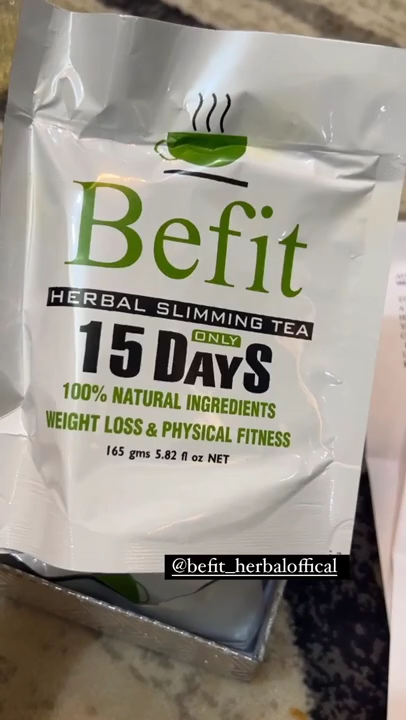 Befit
HERBAL SLIMMING TEA
ONLY
15 DAYS
100% NATURAL INGREDIENTS
WEIGHT LOSS & PHYSICAL FITNESS
165 gms 5.82 fl oz NET
@befit_herbaloffical